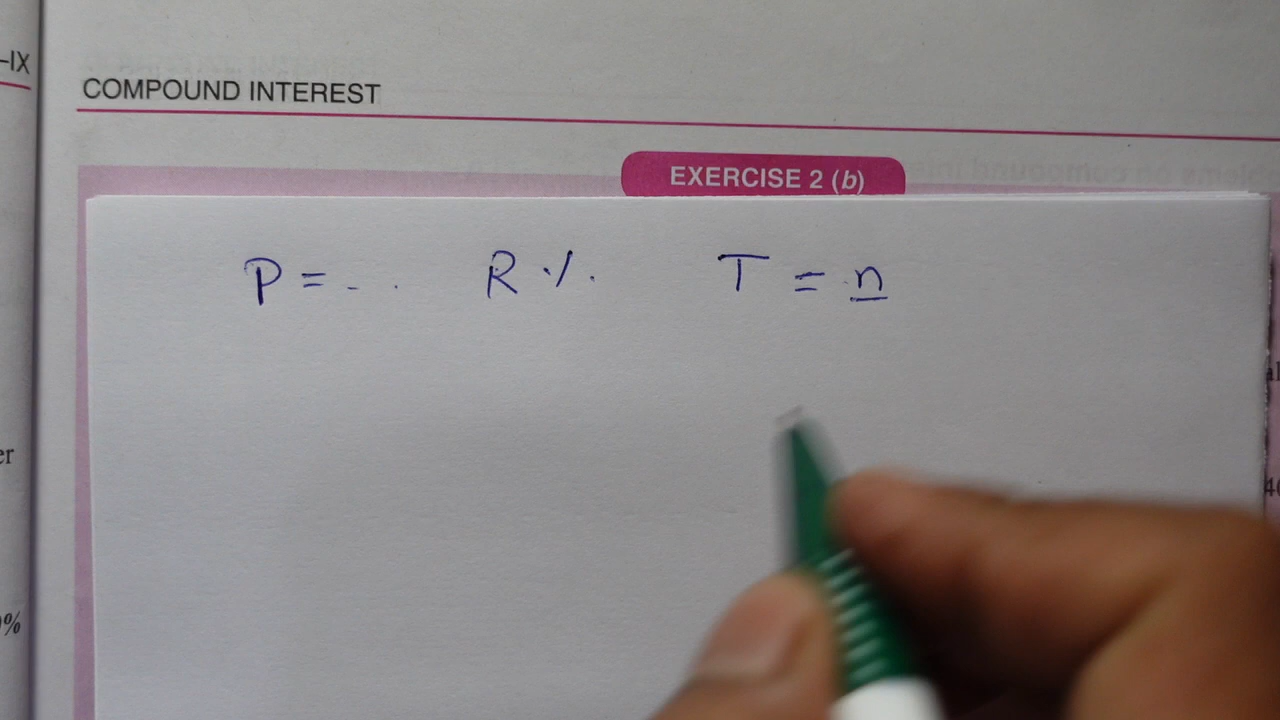 -IX
COMPOUND INTEREST
EXERCISE 2 (b)
P = - . R % T = n
er
%